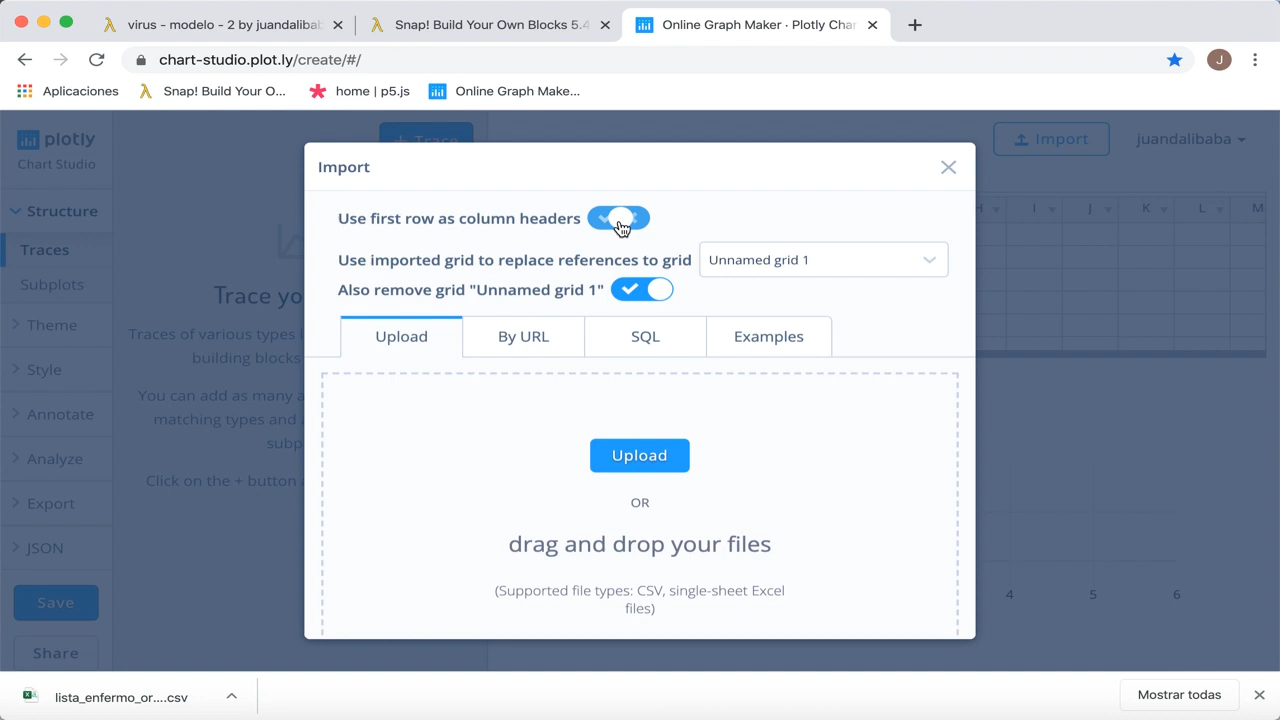 virus - modelo - 2 by juandalibab
Snap! Build Your Own Blocks 5.4
Online Graph Maker · Plotly Char
chart-studio.plot.ly/create/#/
J
Aplicaciones
Snap! Build Your O...
home | p5.js
Online Graph Make...
plotly
Chart Studio
Trace
Import
juandalibaba
Structure
Traces
Subplots
Theme
Style
Annotate
Analyze
Export
JSON
Save
Share
Trace yo
Traces of various types l
building blocks
You can add as many a
matching types and
subp
Click on the + button a
H
I
J
K
L
M
4
5
6
Import
Use first row as column headers
Use imported grid to replace references to grid
Unnamed grid 1
Also remove grid "Unnamed grid 1"
Upload
By URL
SQL
Examples
Upload
OR
drag and drop your files
(Supported file types: CSV, single-sheet Excel
files)
lista_enfermo_or....csv
Mostrar todas